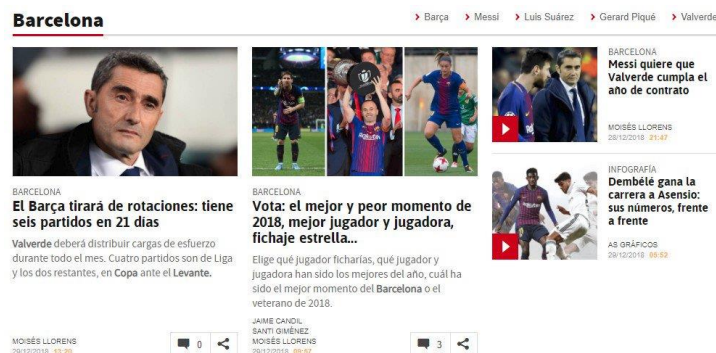 Barcelona
Barça
Messi
Luis Suárez
Gerard Piqué
Valverde
BARCELONA
El Barça tirará de rotaciones: tiene
seis partidos en 21 días
Valverde deberá distribuir cargas de esfuerzo
durante todo el mes. Cuatro partidos son de Liga
y los dos restantes, en Copa ante el Levante.
MOISÉS LLORENS
29/12/2018 13:20
0
BARCELONA
Vota: el mejor y peor momento de
2018, mejor jugador y jugadora,
fichaje estrella...
Elige qué jugador ficharías, qué jugador y
jugadora han sido los mejores del año, cuál ha
sido el mejor momento del Barcelona o el
veterano de 2018.
JAIME CANDIL
SANTI GIMÉNEZ
MOISÉS LLORENS
29/12/2018 09:57
3
BARCELONA
Messi quiere que
Valverde cumpla el
año de contrato
MOISÉS LLORENS
28/12/2018 21:47
INFOGRAFÍA
Dembélé gana la
carrera a Asensio:
sus números, frente
a frente
AS GRÁFICOS
29/12/2018 05:53